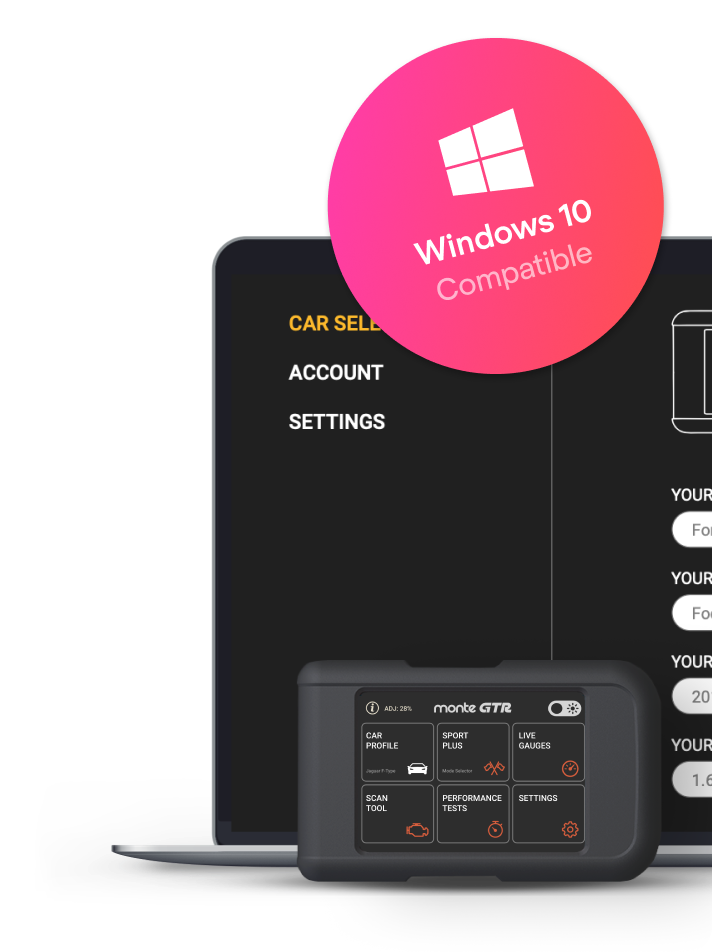 Windows 10
Compatible
CAR SELE
ACCOUNT
SETTINGS
YOUR
For
YOUR
Foc
YOUR
201
YOUR
1.6
i
ADJ: 28%
monte GTR
CAR
PROFILE
Jaguar F-Type
SPORT
PLUS
Mode Selector
LIVE
GAUGES
SCAN
TOOL
PERFORMANCE
TESTS
SETTINGS